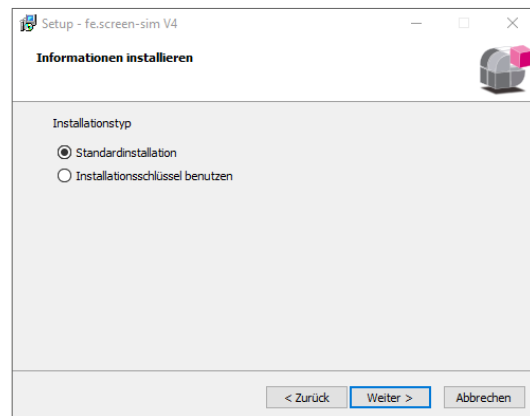 Setup - fe.screen-sim V4
Informationen installieren
Installationstyp
Standardinstallation
Installationsschlüssel benutzen
< Zurück
Weiter >
Abbrechen